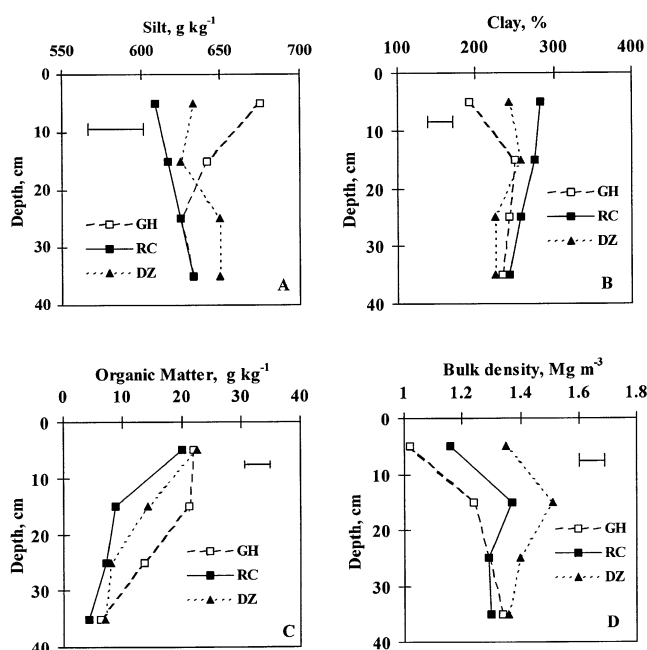 Silt, g kg-1
550 600 650 700
0
10
20
30
40
Depth, cm
GH
RC
DZ
A
Clay, %
100 200 300 400
0
10
20
30
40
Depth, cm
GH
RC
DZ
B
Organic Matter, g kg-1
0 10 20 30 40
0
10
20
30
40
Depth, cm
GH
RC
DZ
C
Bulk density, Mg m-3
1 1.2 1.4 1.6 1.8
0
10
20
30
40
Depth, cm
GH
RC
DZ
D